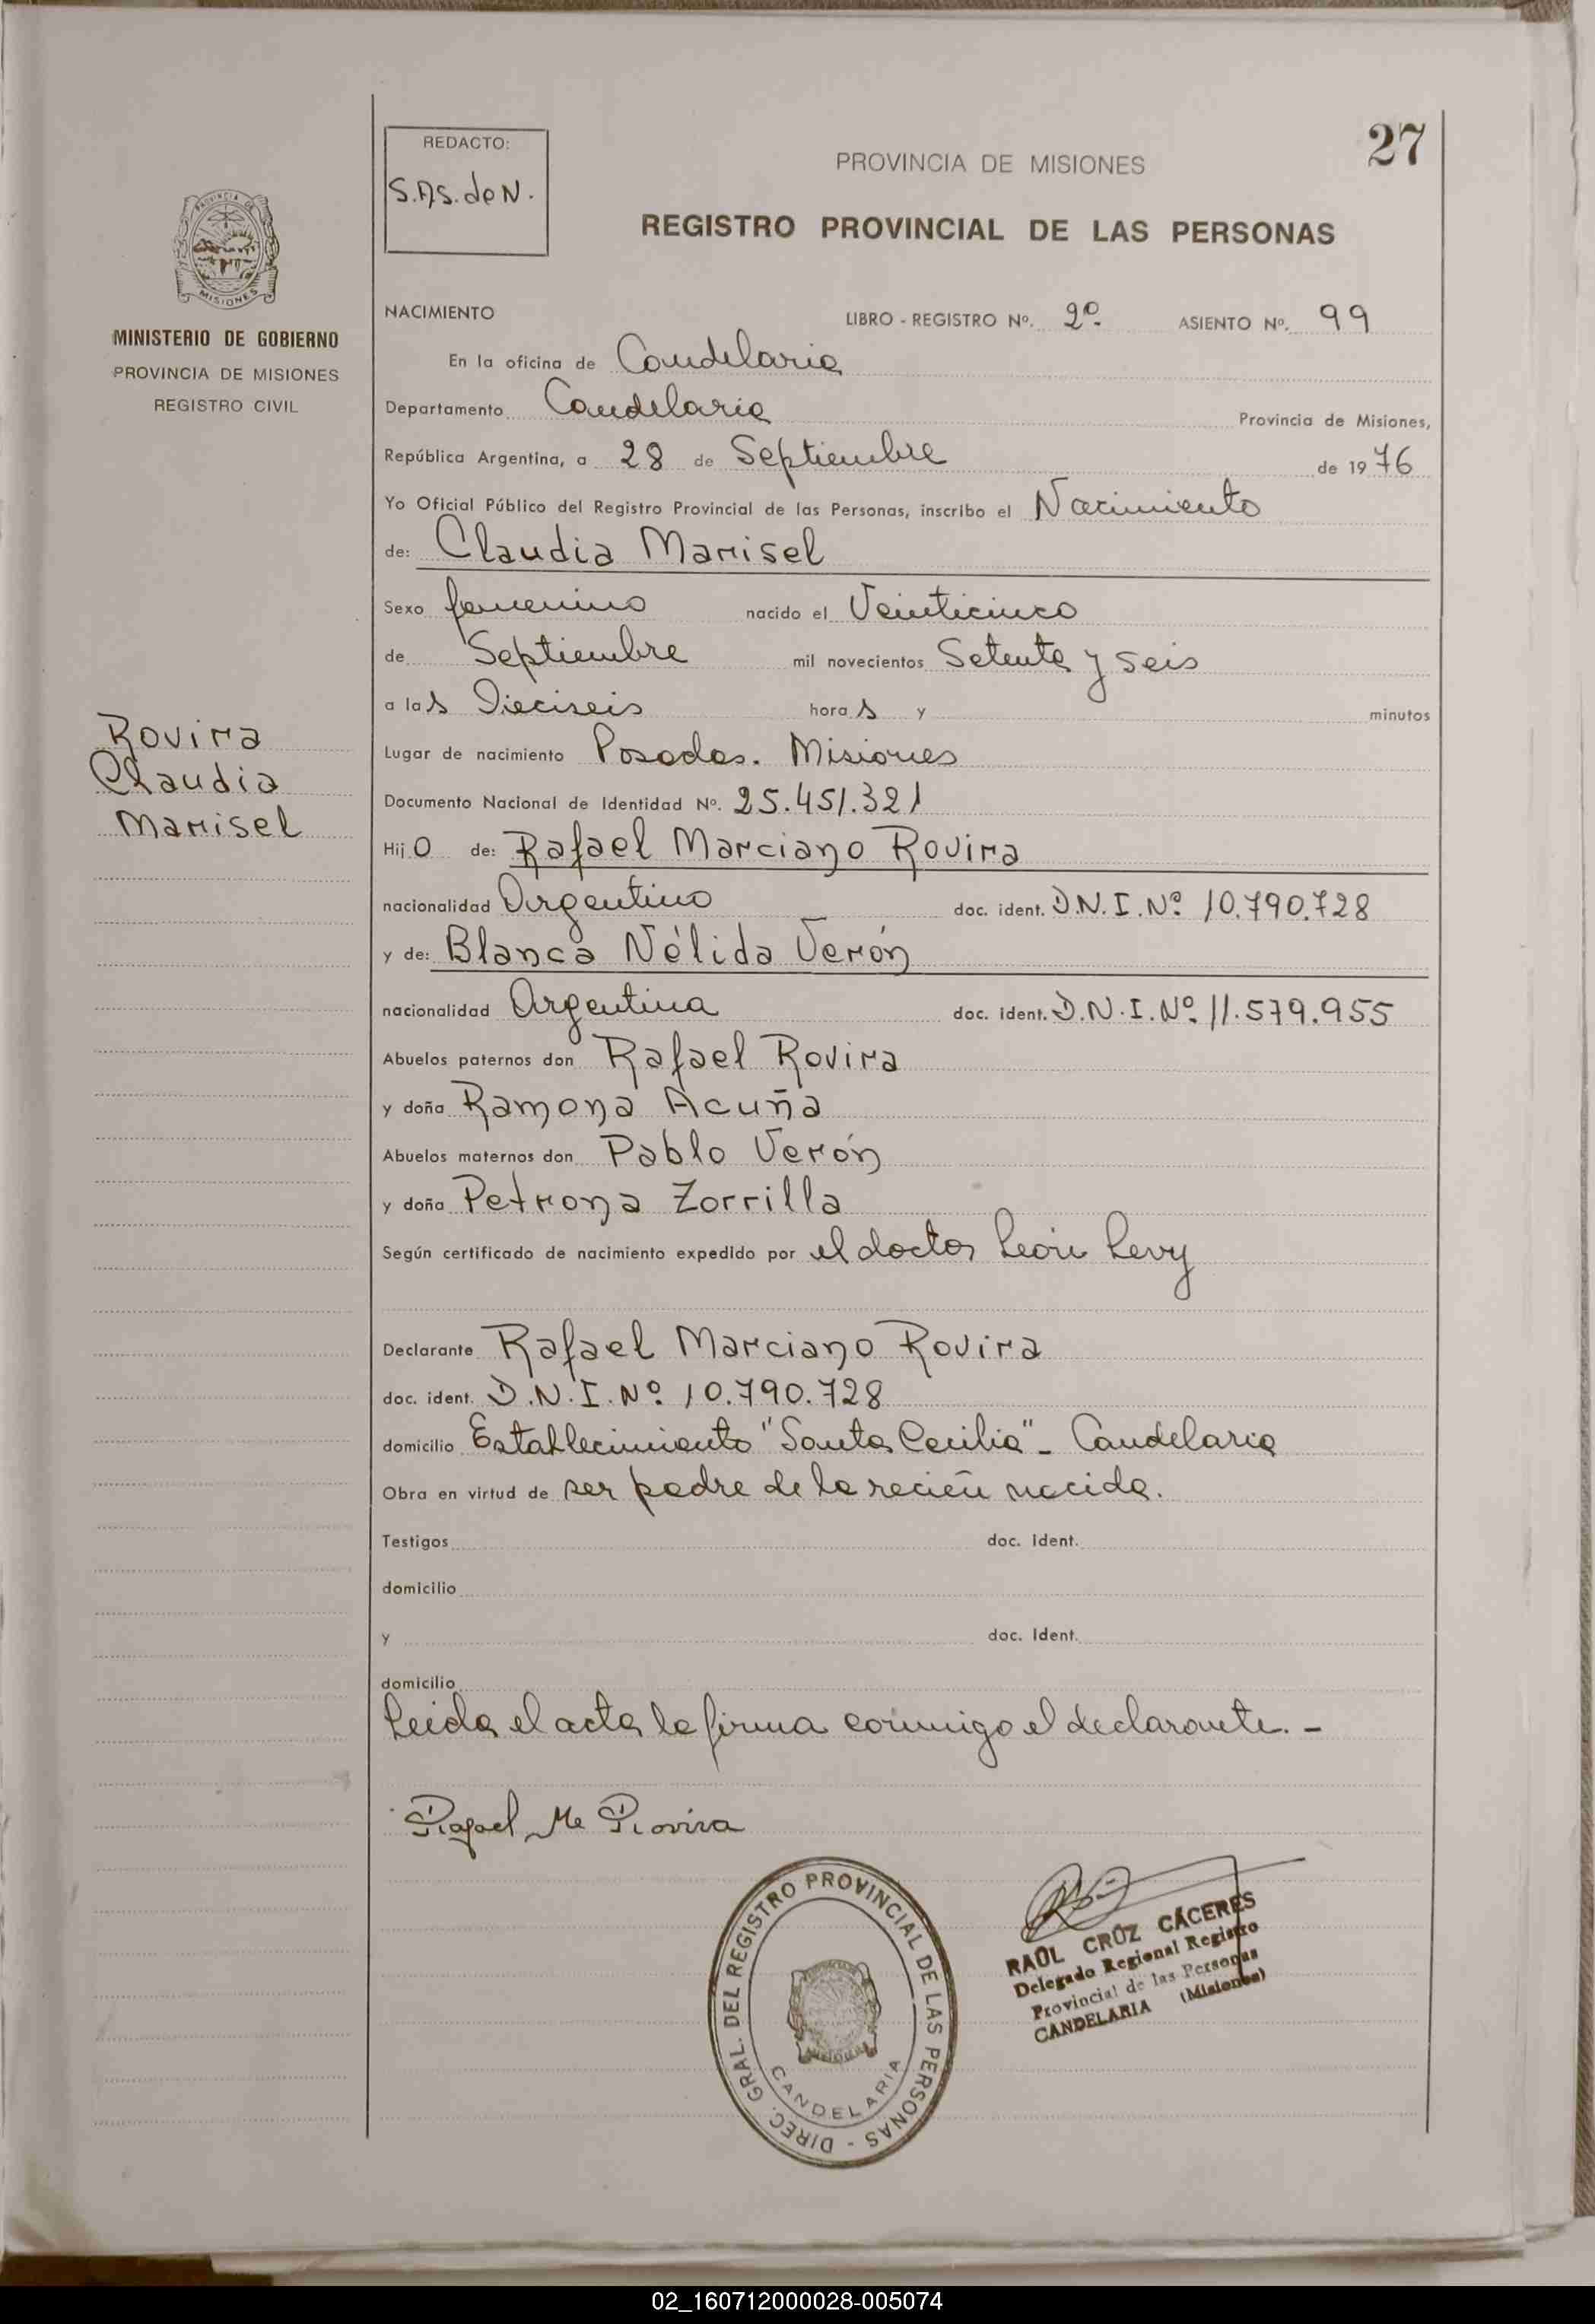 27
REDACTO:
S.As. de N.
PROVINCIA DE MISIONES
REGISTRO PROVINCIAL DE LAS PERSONAS
PROVINCIA DE
MISIONES
MINISTERIO DE GOBIERNO
PROVINCIA DE MISIONES
REGISTRO CIVIL
NACIMIENTO LIBRO - REGISTRO Nº. 2º ASIENTO Nº. 99
En la oficina de Candelaria
Departamento Candelaria Provincia de Misiones,
República Argentina, a 28 de Septiembre de 1976
Yo Oficial Público del Registro Provincial de las Personas, inscribo el Nacimiento
de: Claudia Marisel
Sexo femenino nacido el Veinticinco
de Septiembre mil novecientos Setenta y seis
a las Dieciseis horas y minutos
Rovira
Claudia
Marisel
Lugar de nacimiento Posadas. Misiones
Documento Nacional de Identidad Nº. 25.451.321
Hijo de: Rafael Marciano Rovira
nacionalidad Argentino doc. ident. D.N.I.Nº 10.790.728
y de: Blanca Nélida Verón
nacionalidad Argentina doc. ident. D.N.I.Nº 11.579.955
Abuelos paternos don Rafael Rovira
y doña Ramona Acuña
Abuelos maternos don Pablo Verón
y doña Petrona Zorrilla
Según certificado de nacimiento expedido por el doctor León Levy
Declarante Rafael Marciano Rovira
doc. ident. D.N.I.Nº 10.790.728
domicilio Establecimiento "Santa Cecilia" - Candelaria
Obra en virtud de ser padre de la recién nacida.
Testigos doc. ident.
domicilio
y doc. ident.
domicilio
Leida el acta la firma conmigo el declarante. -
Rafael Ma Rovira
DIREC. GRAL. DEL REGISTRO PROVINCIAL DE LAS PERSONAS -
CANDELARIA
RAÚL CRUZ CÁCERES
Delegado Regional Registro
Provincial de las Personas
CANDELARIA (Misiones)
02_160712000028-005074